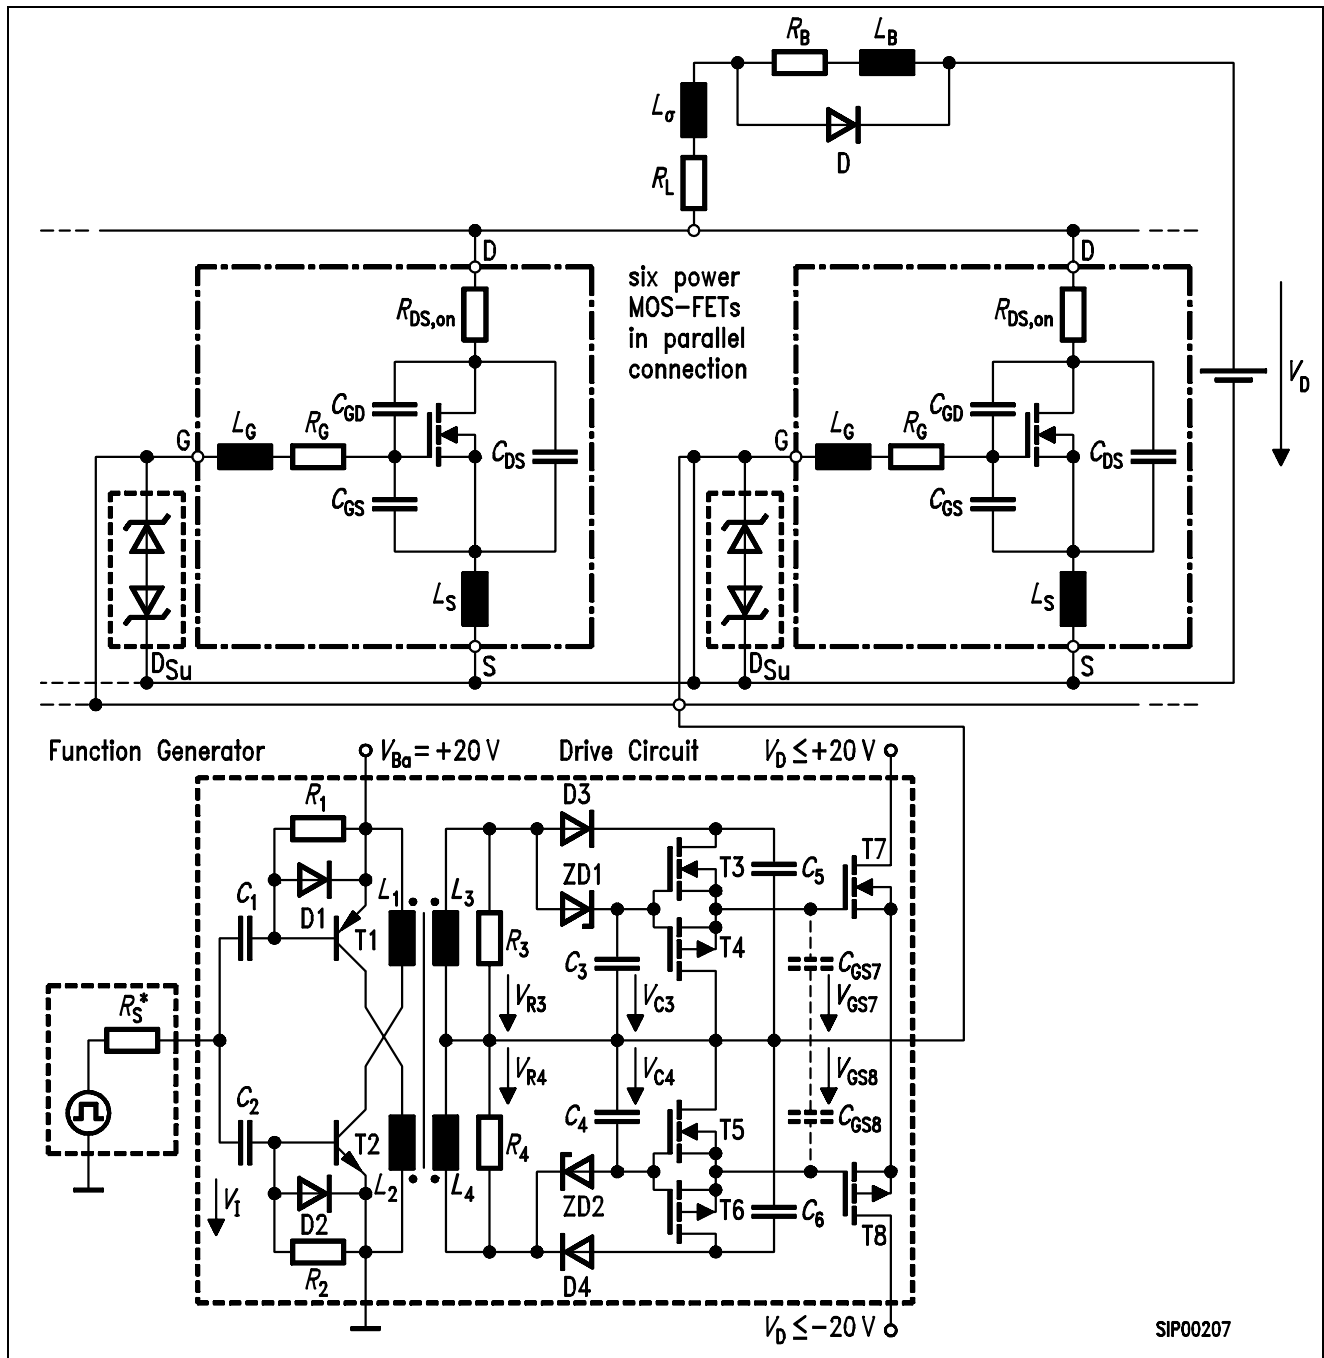 R_B
L_B
L_σ
D
R_L
D
D
six power
MOS-FETs
in parallel
connection
R_DS,on
R_DS,on
V_D
C_GD
C_GD
L_G
R_G
L_G
R_G
G
C_DS
G
C_DS
C_GS
C_GS
L_S
L_S
D_Su
S
D_Su
S
Function Generator
V_Ba = +20 V
Drive Circuit
V_D ≤ +20 V
R_1
D3
T7
C_1
D1
L_1
L_3
ZD1
T3
C_5
T1
R_3
T4
C_3
C_GS7
R_S*
V_R3
V_C3
V_GS7
V_R4
V_C4
V_GS8
C_2
C_4
T5
C_GS8
T2
R_4
V_I
D2
L_2
L_4
ZD2
T6
C_6
T8
R_2
D4
V_D ≤ −20 V
SIP00207